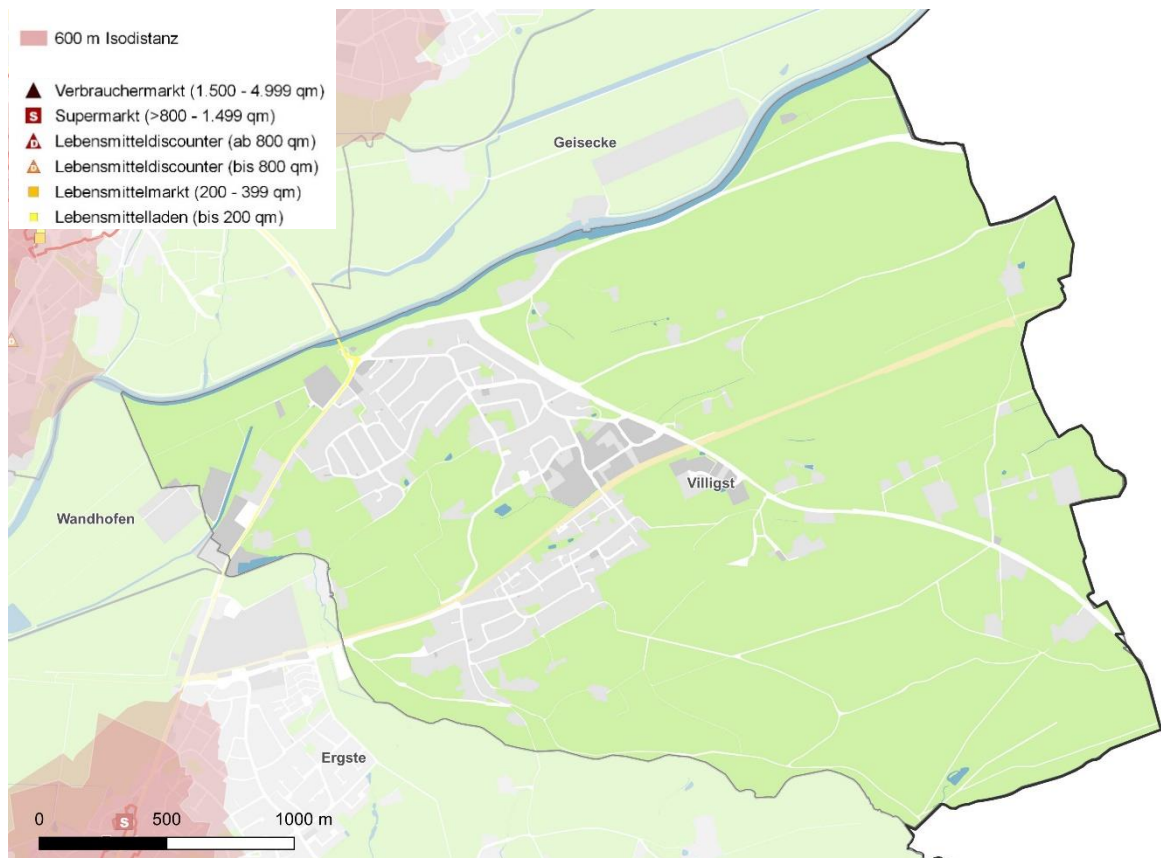 600 m Isodistanz
Verbrauchermarkt (1.500 - 4.999 qm)
S Supermarkt (>800 - 1.499 qm)
D Lebensmitteldiscounter (ab 800 qm)
D Lebensmitteldiscounter (bis 800 qm)
Lebensmittelmarkt (200 - 399 qm)
Lebensmittelladen (bis 200 qm)
Geisecke
Villigst
Wandhofen
Ergste
0 500 1000 m
S